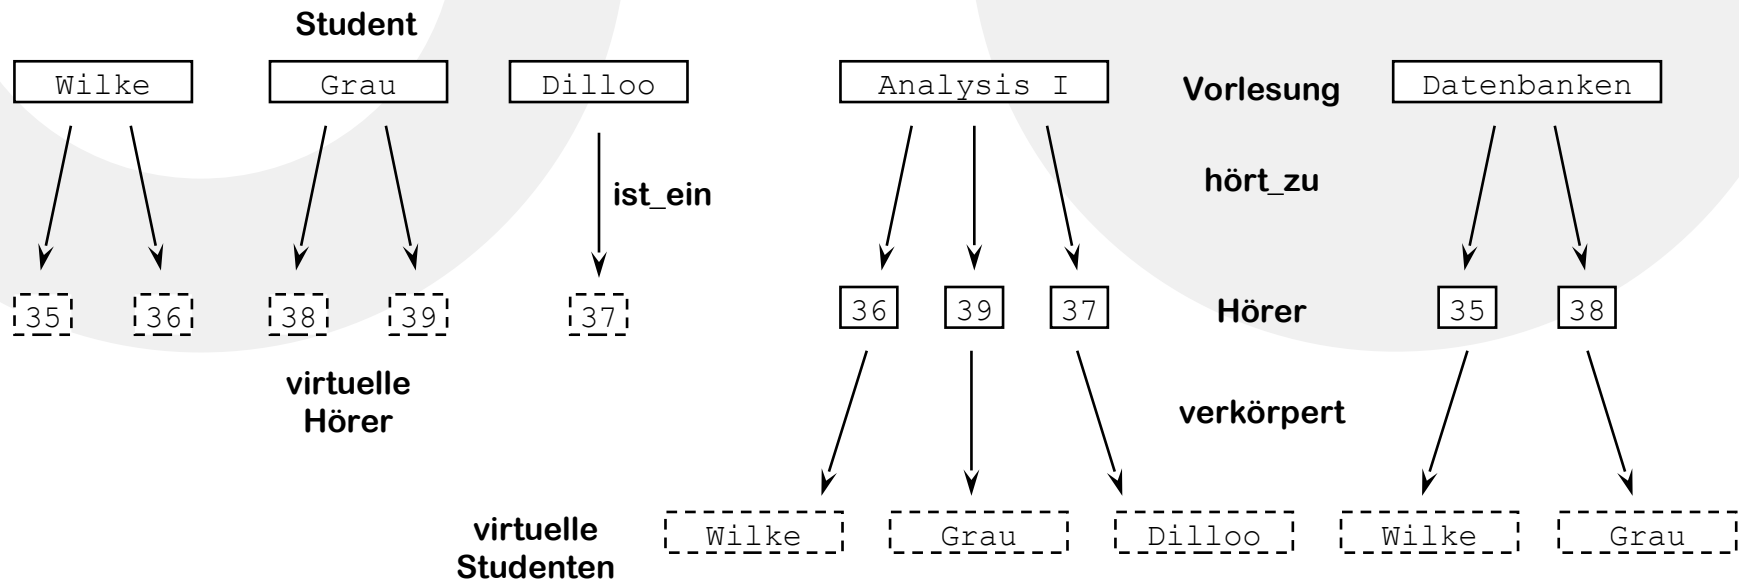 Student
Wilke Grau Dilloo Analysis I Vorlesung Datenbanken
ist_ein hört_zu
35 36 38 39 37 36 39 37 Hörer 35 38
virtuelle
Hörer
verkörpert
virtuelle
Studenten
Wilke Grau Dilloo Wilke Grau